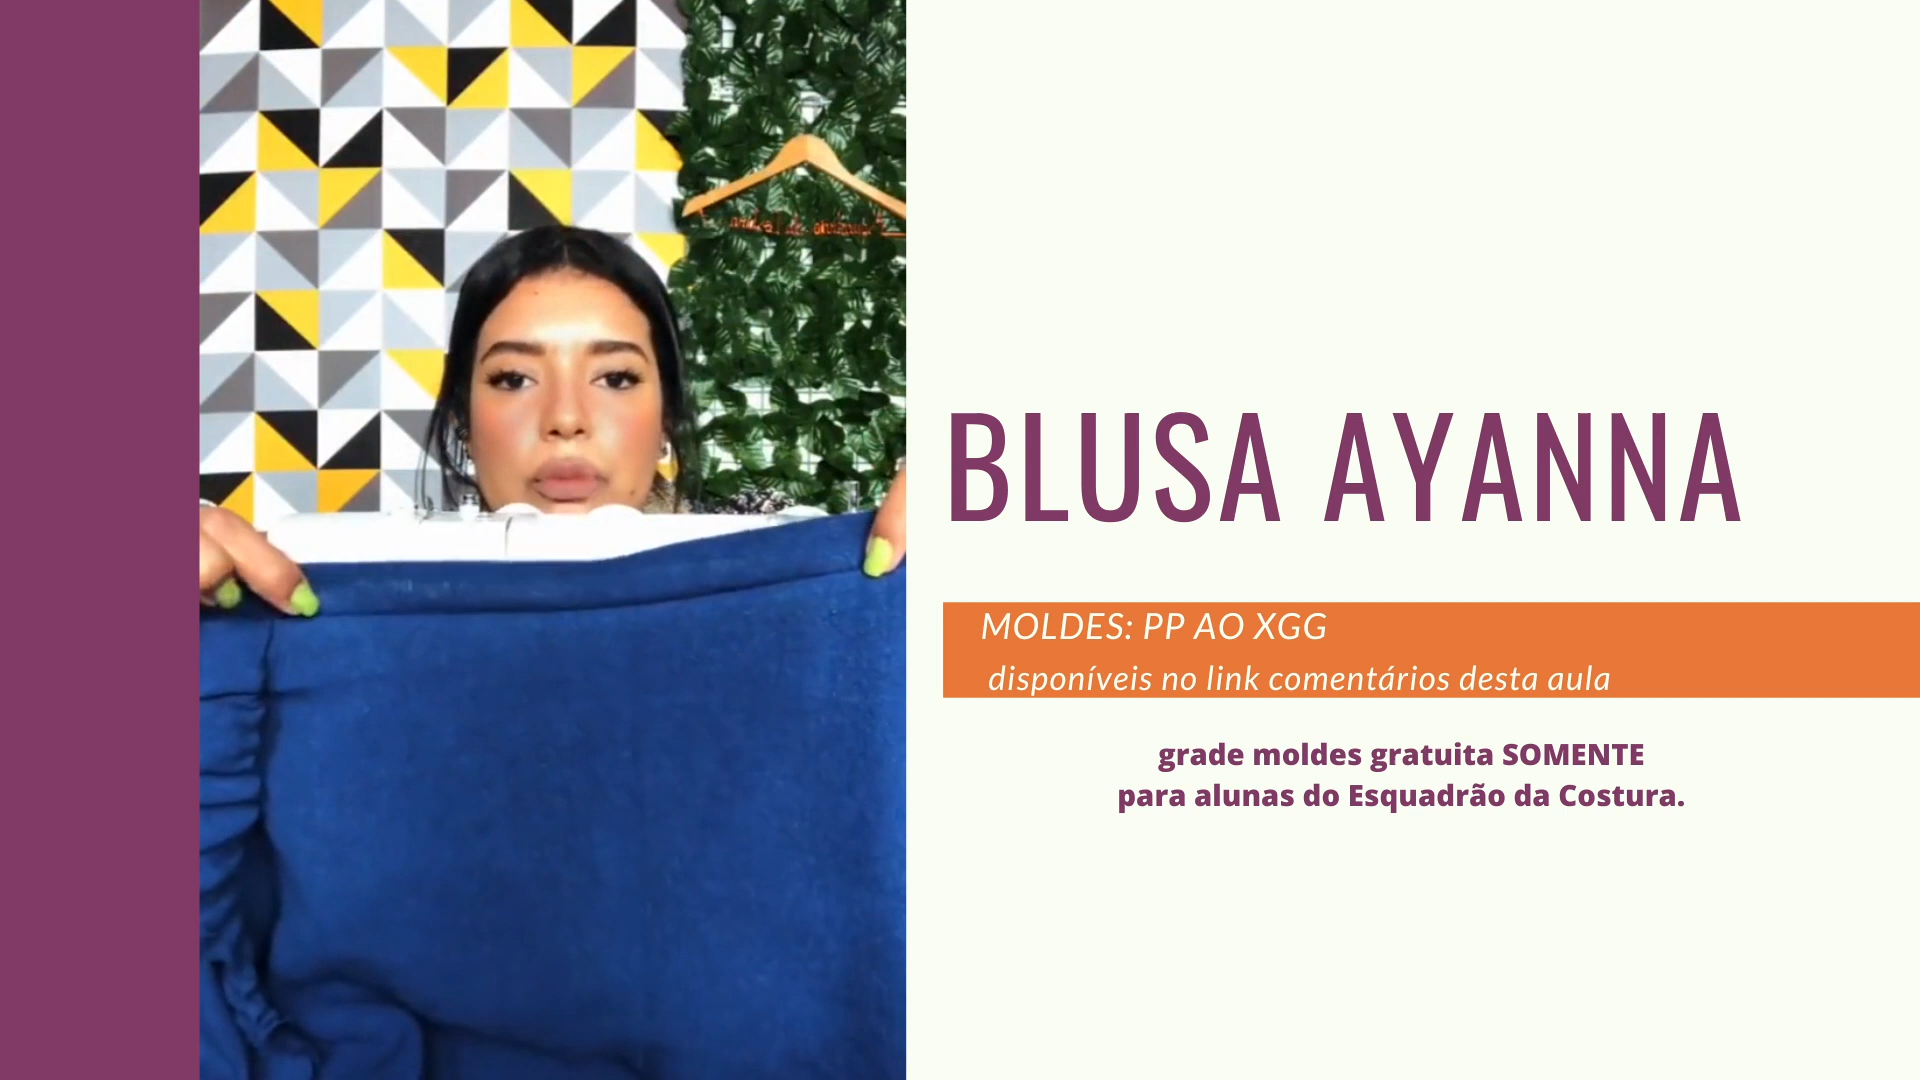 BLUSA AYANNA
MOLDES: PP AO XGG
disponíveis no link comentários desta aula
grade moldes gratuita SOMENTE
para alunas do Esquadrão da Costura.